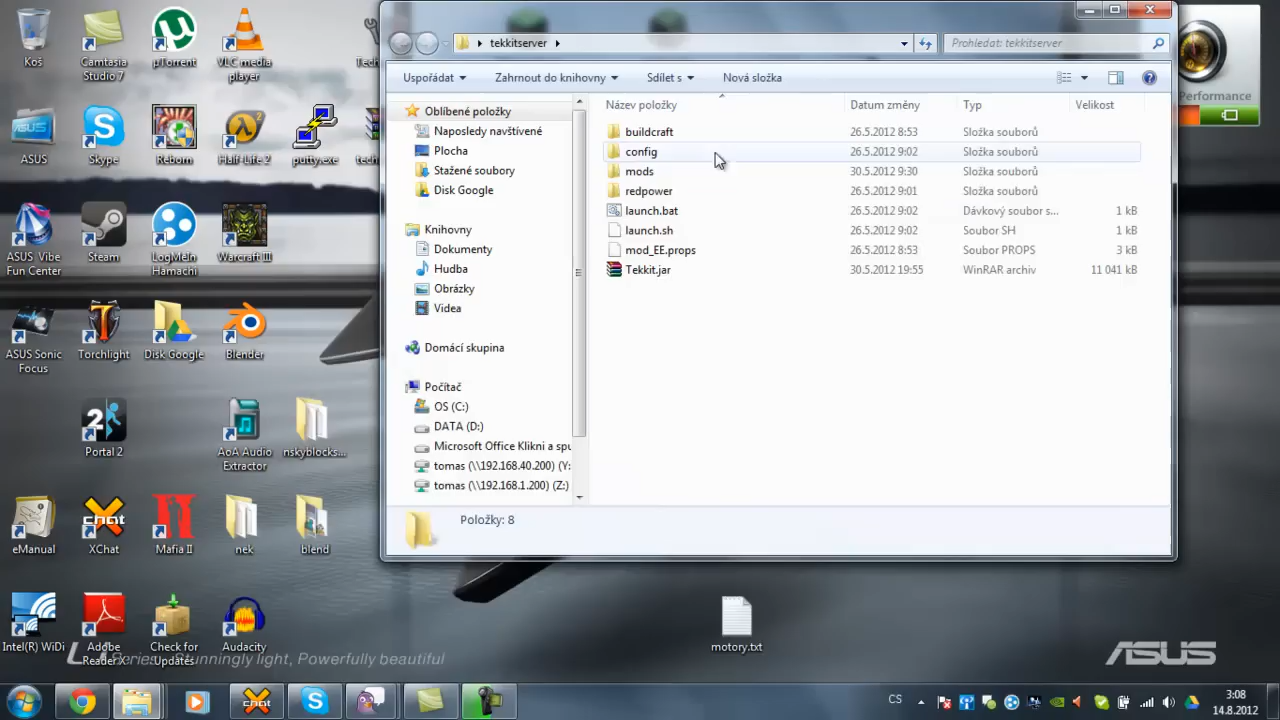 Koš
Camtasia Studio 7
µTorrent
VLC media player
ASUS
Skype
Reborn
Half-Life 2
putty.exe
ASUS Vibe Fun Center
Steam
LogMeIn Hamachi
Warcraft III
ASUS Sonic Focus
Torchlight
Disk Google
Blender
Portal 2
AoA Audio Extractor
nskyblocks...
eManual
XChat
Mafia II
nek
blend
Intel(R) WiDi
Adobe Reader X
Check for Updates
Audacity
Stunningly light, Powerfully beautiful
tekkitserver
Prohledat: tekkitserver
Uspořádat
Zahrnout do knihovny
Sdílet s
Nová složka
Oblíbené položky
Naposledy navštívené
Plocha
Stažené soubory
Disk Google
Knihovny
Dokumenty
Hudba
Obrázky
Videa
Domácí skupina
Počítač
OS (C:)
DATA (D:)
Microsoft Office Klikni a spu
tomas (\\192.168.40.200) (Y:
tomas (\\192.168.1.200) (Z:)
Název položky Datum změny Typ Velikost
buildcraft 26.5.2012 8:53 Složka souborů
config 26.5.2012 9:02 Složka souborů
mods 30.5.2012 9:30 Složka souborů
redpower 26.5.2012 9:01 Složka souborů
launch.bat 26.5.2012 9:02 Dávkový soubor s... 1 kB
launch.sh 26.5.2012 9:02 Soubor SH 1 kB
mod_EE.props 26.5.2012 8:53 Soubor PROPS 3 kB
Tekkit.jar 30.5.2012 19:55 WinRAR archiv 11 041 kB
Položky: 8
Performance
motory.txt
ASUS
CS
3:08
14.8.2012